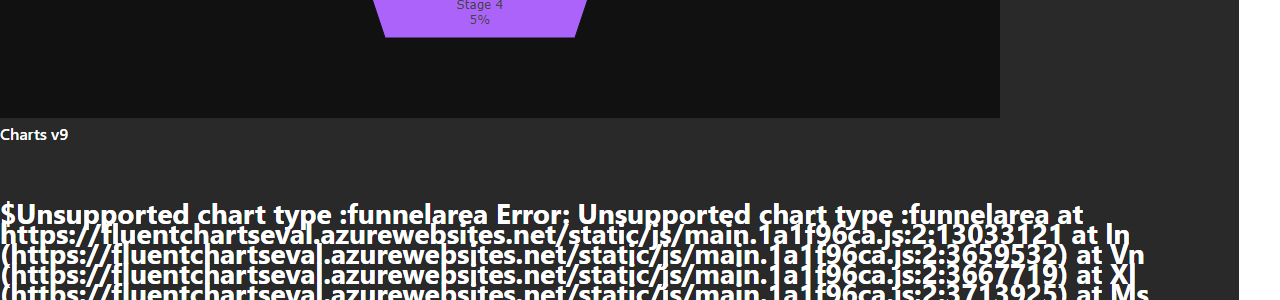 Stage 4
5%
Charts v9
$Unsupported chart type :funnelarea Error: Unsupported chart type :funnelarea at
https://fluentchartseval.azurewebsites.net/static/js/main.1a1f96ca.js:2:13033121 at ln
(https://fluentchartseval.azurewebsites.net/static/js/main.1a1f96ca.js:2:3659532) at Vn
(https://fluentchartseval.azurewebsites.net/static/js/main.1a1f96ca.js:2:3667719) at Xl
(https://fluentchartseval.azurewebsites.net/static/js/main.1a1f96ca.js:2:3713925) at Ms